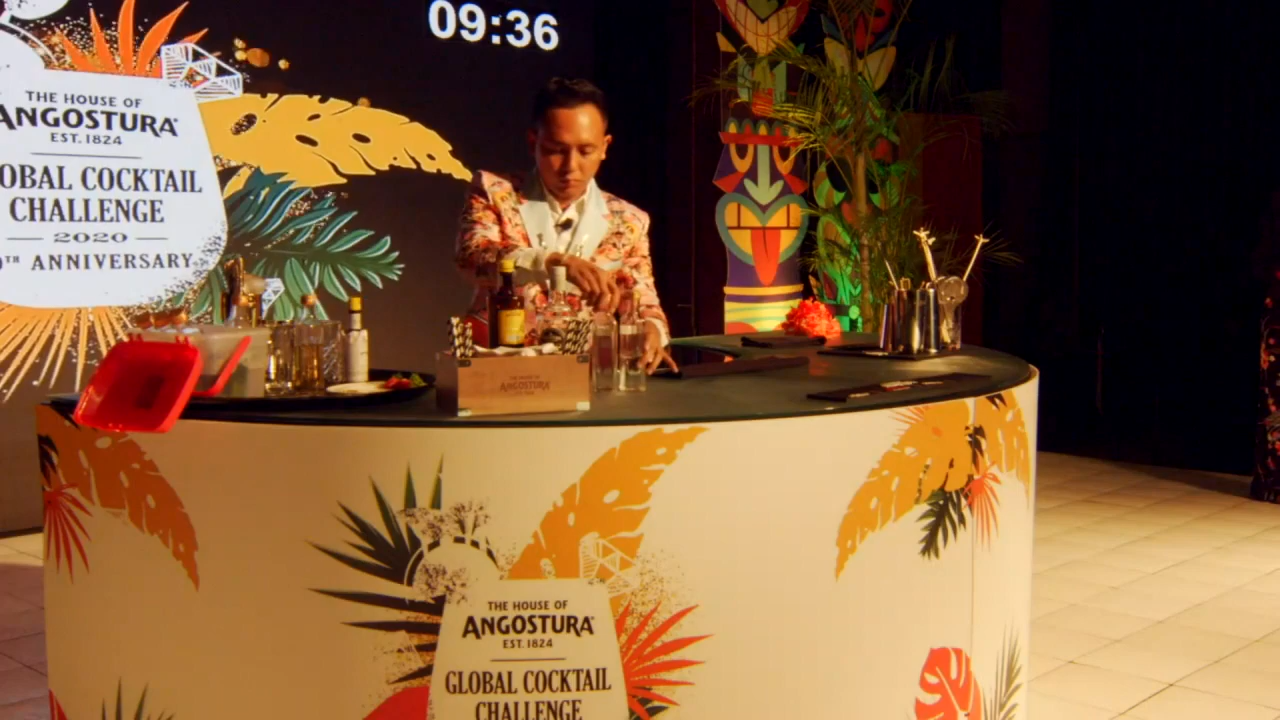 09:36
THE HOUSE OF
ANGOSTURA
EST. 1824
OBAL COCKTAIL
CHALLENGE
2020
TH ANNIVERSARY
THE HOUSE OF
ANGOSTURA
THE HOUSE OF
ANGOSTURA
EST. 1824
GLOBAL COCKTAIL
CHALLENGE